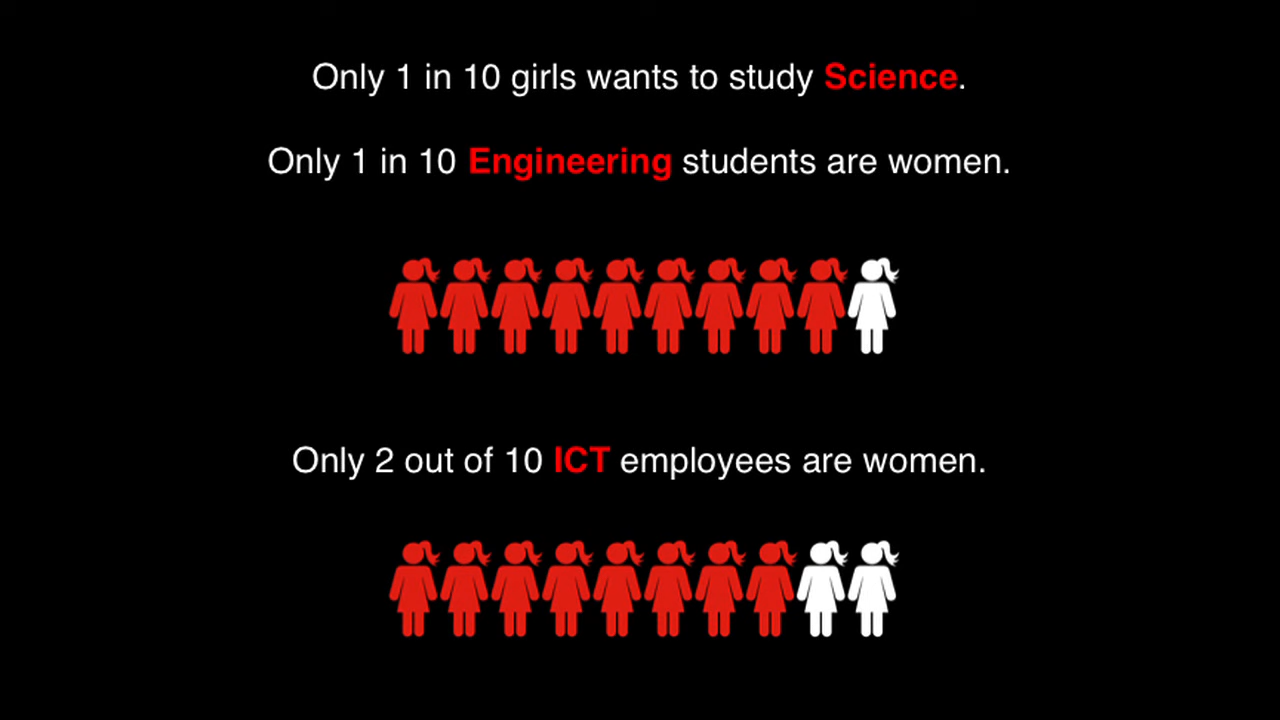 Only 1 in 10 girls wants to study Science.
Only 1 in 10 Engineering students are women.
Only 2 out of 10 ICT employees are women.